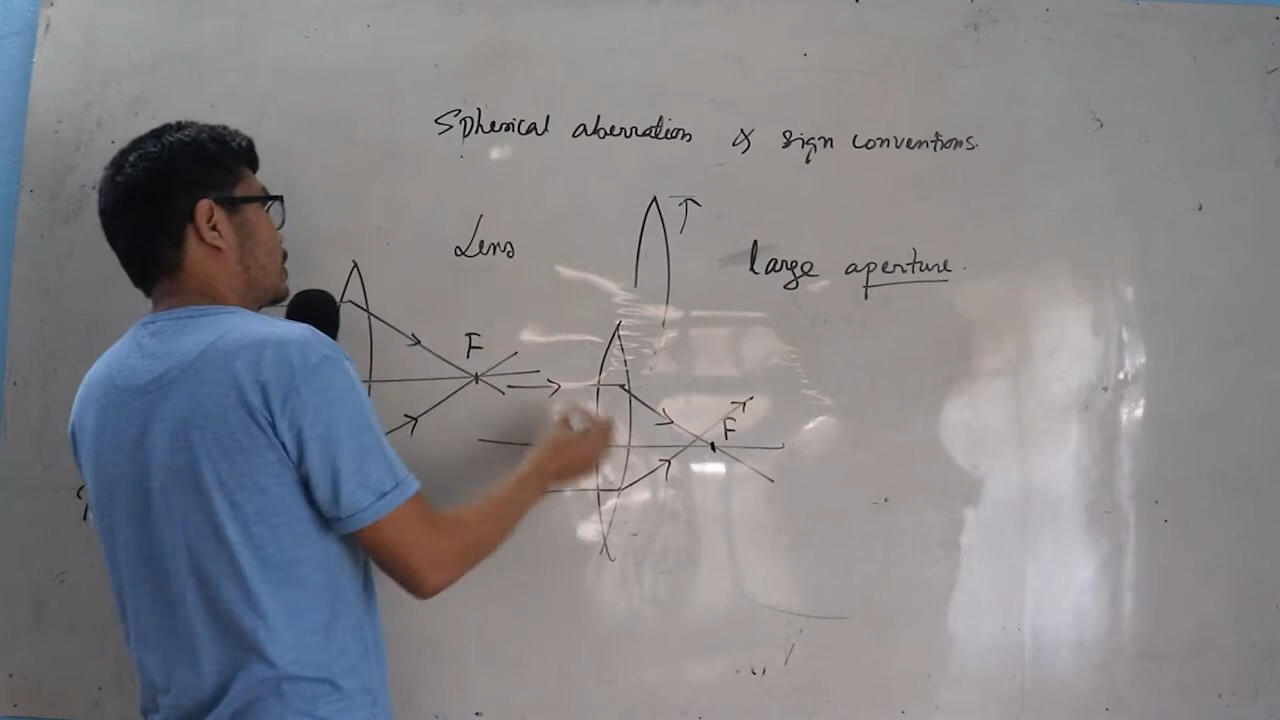 Spherical aberration & sign conventions.
Lens
large aperture.
F
F